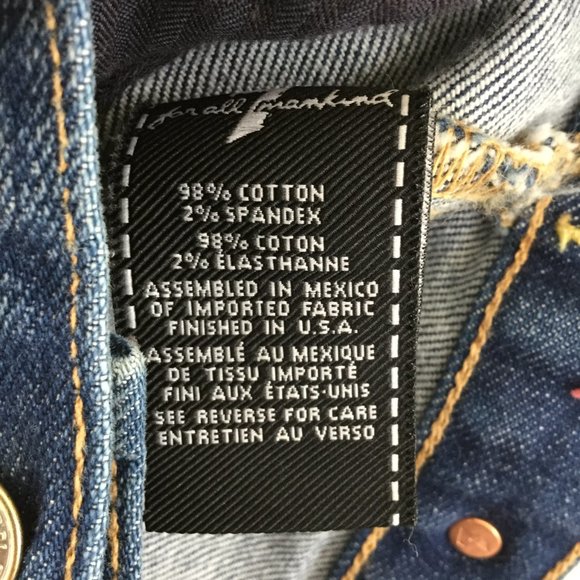 for all mankind
98% COTTON
2% SPANDEX
98% COTON
2% ÉLASTHANNE
ASSEMBLED IN MEXICO
OF IMPORTED FABRIC
FINISHED IN U.S.A.
ASSEMBLÉ AU MEXIQUE
DE TISSU IMPORTÉ
FINI AUX ÉTATS-UNIS
SEE REVERSE FOR CARE
ENTRETIEN AU VERSO